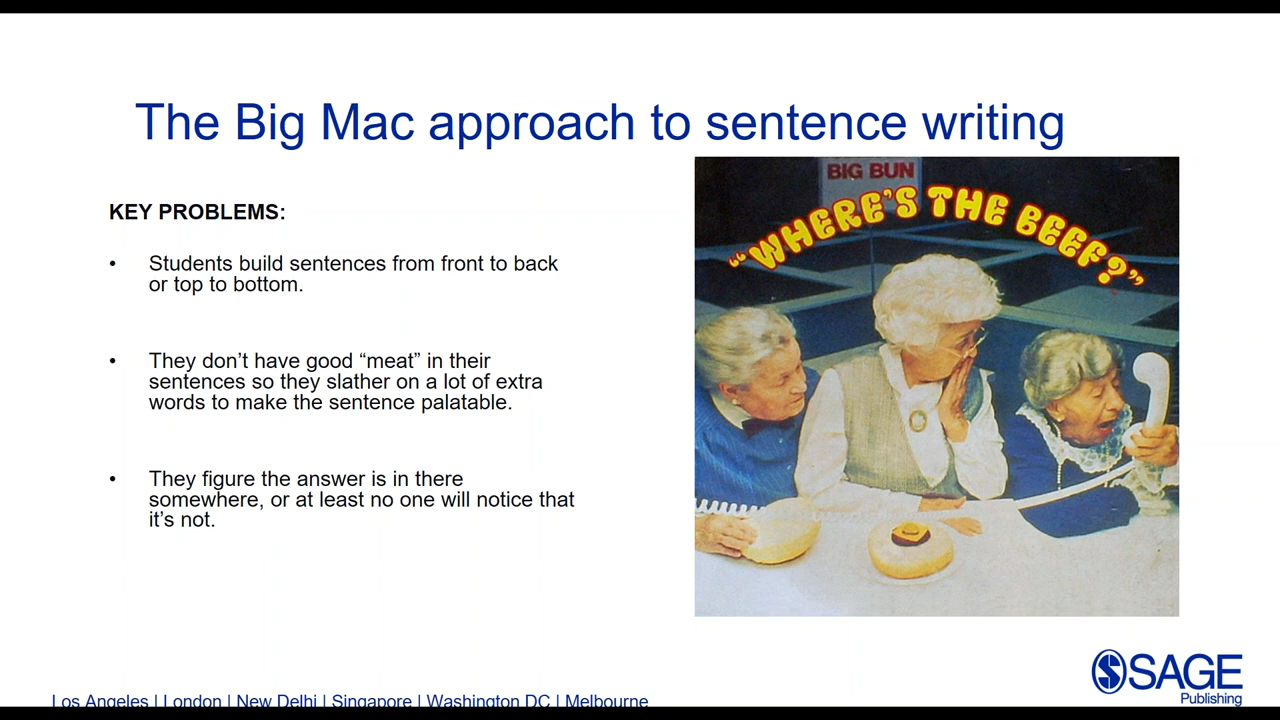 The Big Mac approach to sentence writing
BIG BUN
"WHERE'S THE BEEF?"
KEY PROBLEMS:
• Students build sentences from front to back
or top to bottom.
• They don't have good “meat” in their
sentences so they slather on a lot of extra
words to make the sentence palatable.
• They figure the answer is in there
somewhere, or at least no one will notice that
it's not.
SAGE
Publishing
Los Angeles | London | New Delhi | Singapore | Washington DC | Melbourne